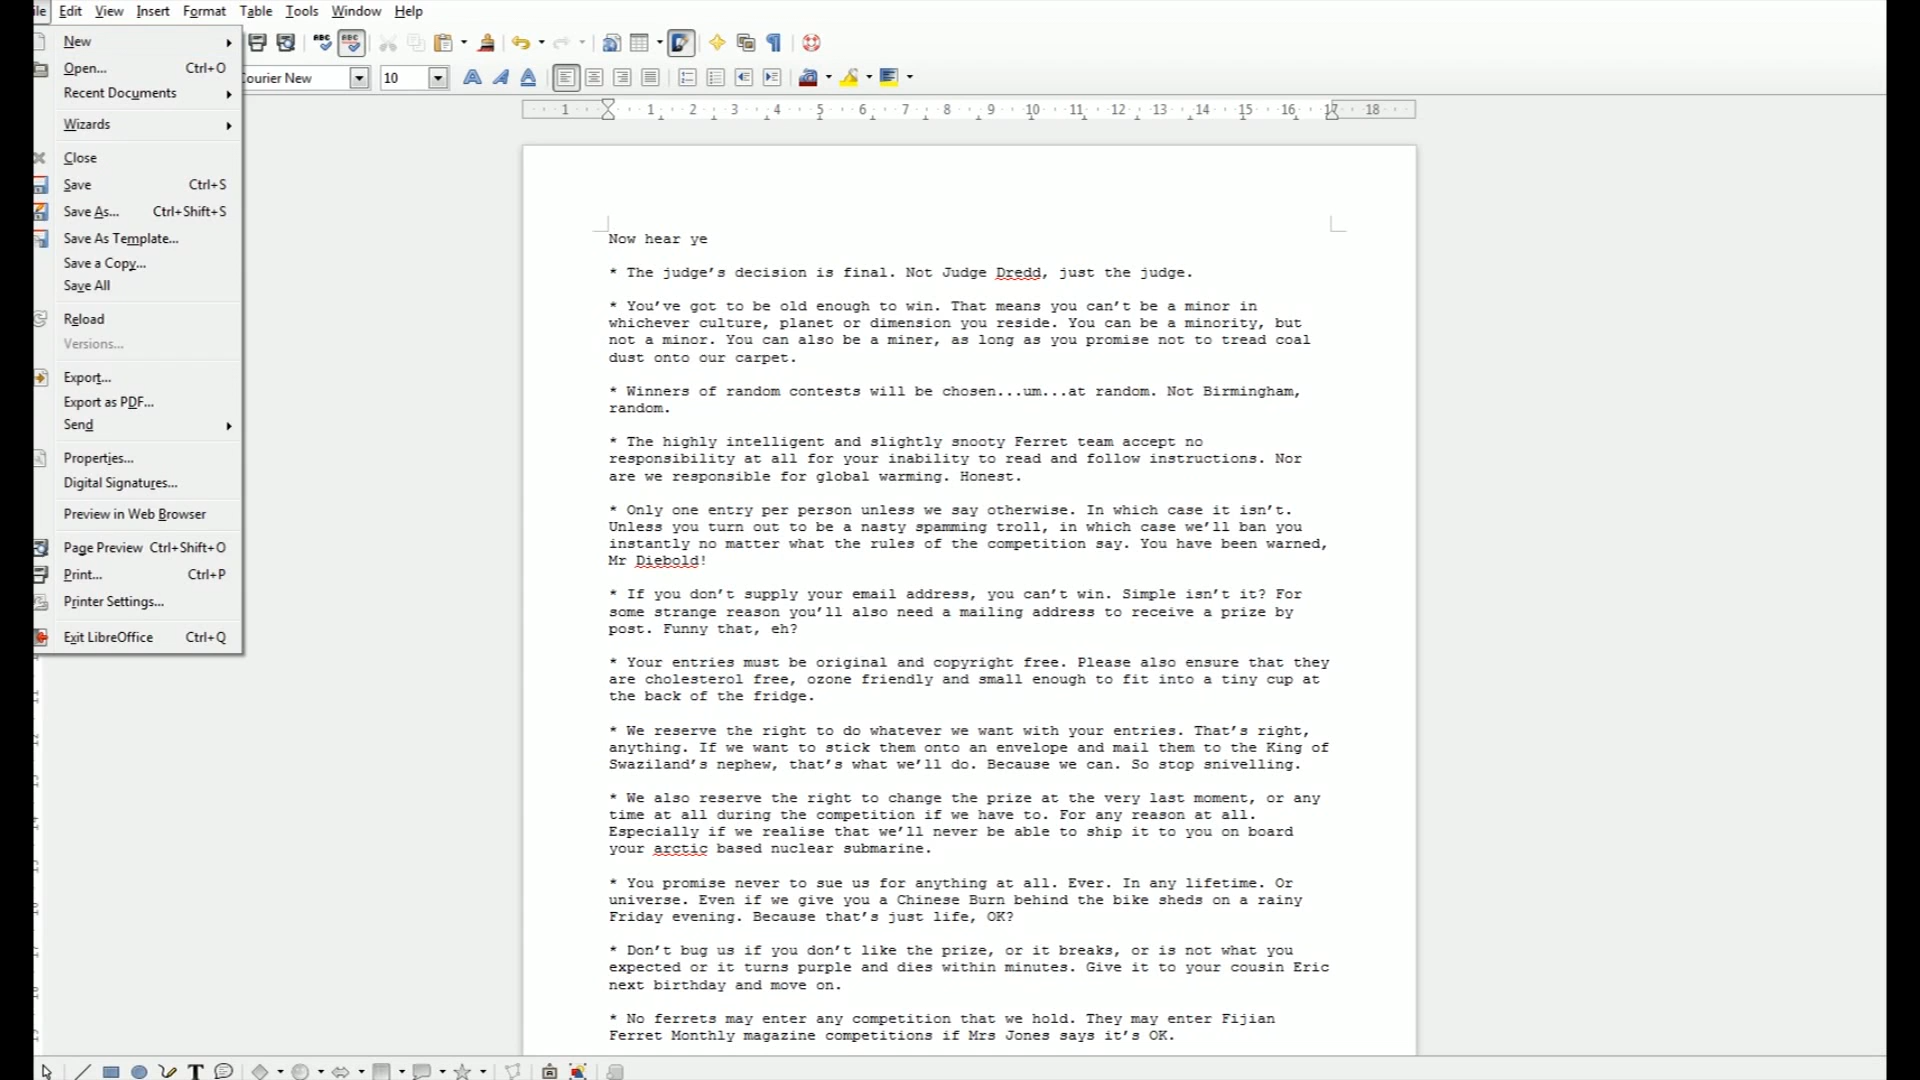 ile Edit View Insert Format Table Tools Window Help
New
Open... Ctrl+O
Recent Documents
Wizards
Close
Save Ctrl+S
Save As... Ctrl+Shift+S
Save As Template...
Save a Copy...
Save All
Reload
Versions...
Export...
Export as PDF...
Send
Properties...
Digital Signatures...
Preview in Web Browser
Page Preview Ctrl+Shift+O
Print... Ctrl+P
Printer Settings...
Exit LibreOffice Ctrl+Q
ABC ABC
ourier New 10
1 1 2 3 4 5 6 7 8 9 10 11 12 13 14 15 16 17 18
Now hear ye
* The judge’s decision is final. Not Judge Dredd, just the judge.
* You’ve got to be old enough to win. That means you can’t be a minor in
whichever culture, planet or dimension you reside. You can be a minority, but
not a minor. You can also be a miner, as long as you promise not to tread coal
dust onto our carpet.
* Winners of random contests will be chosen...um...at random. Not Birmingham,
random.
* The highly intelligent and slightly snooty Ferret team accept no
responsibility at all for your inability to read and follow instructions. Nor
are we responsible for global warming. Honest.
* Only one entry per person unless we say otherwise. In which case it isn’t.
Unless you turn out to be a nasty spamming troll, in which case we’ll ban you
instantly no matter what the rules of the competition say. You have been warned,
Mr Diebold!
* If you don’t supply your email address, you can’t win. Simple isn’t it? For
some strange reason you’ll also need a mailing address to receive a prize by
post. Funny that, eh?
* Your entries must be original and copyright free. Please also ensure that they
are cholesterol free, ozone friendly and small enough to fit into a tiny cup at
the back of the fridge.
* We reserve the right to do whatever we want with your entries. That’s right,
anything. If we want to stick them onto an envelope and mail them to the King of
Swaziland’s nephew, that’s what we’ll do. Because we can. So stop snivelling.
* We also reserve the right to change the prize at the very last moment, or any
time at all during the competition if we have to. For any reason at all.
Especially if we realise that we’ll never be able to ship it to you on board
your arctic based nuclear submarine.
* You promise never to sue us for anything at all. Ever. In any lifetime. Or
universe. Even if we give you a Chinese Burn behind the bike sheds on a rainy
Friday evening. Because that’s just life, OK?
* Don’t bug us if you don’t like the prize, or it breaks, or is not what you
expected or it turns purple and dies within minutes. Give it to your cousin Eric
next birthday and move on.
* No ferrets may enter any competition that we hold. They may enter Fijian
Ferret Monthly magazine competitions if Mrs Jones says it’s OK.